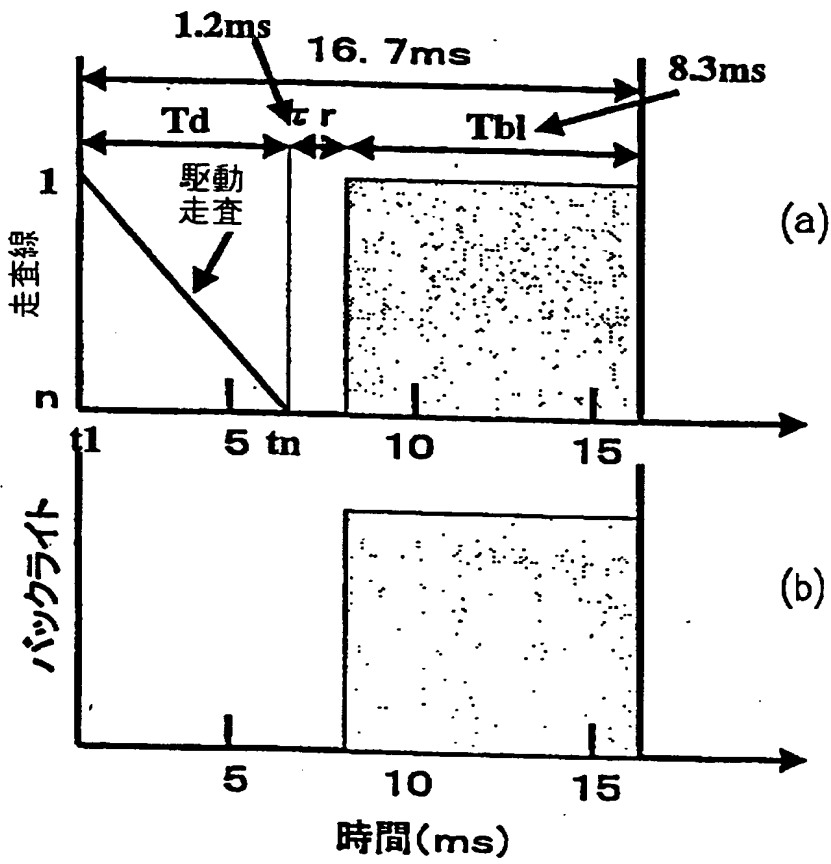 1.2ms
16. 7ms
8.3ms
Td
τ r
Tbl
駆動
走査
1
走査線
n
(a)
t1
5
tn
10
15
バックライト
(b)
5
10
15
時間(ms)